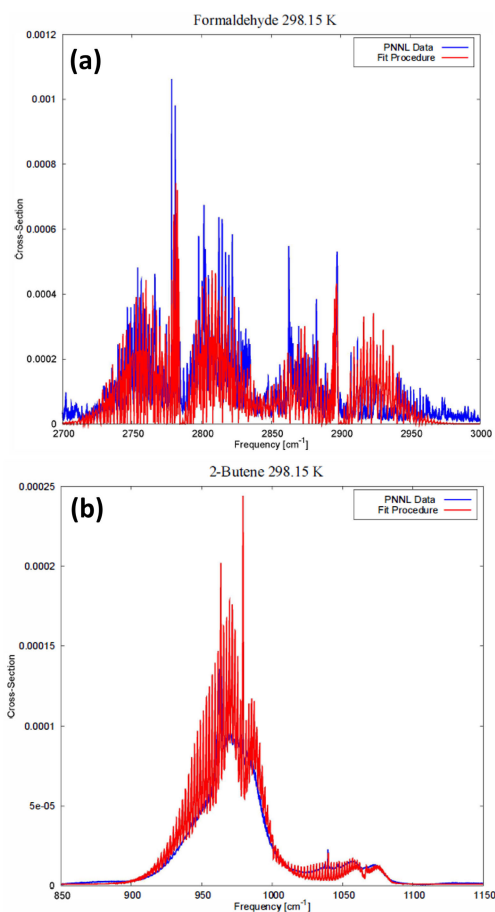 Formaldehyde 298.15 K
(a)
PNNL Data
Fit Procedure
0.0012
0.001
0.0008
0.0006
0.0004
0.0002
0
Cross-Section
2700 2750 2800 2850 2900 2950 3000
Frequency [cm⁻¹]
2-Butene 298.15 K
(b)
PNNL Data
Fit Procedure
0.00025
0.0002
0.00015
0.0001
5e-05
0
Cross-Section
850 900 950 1000 1050 1100 1150
Frequency [cm⁻¹]